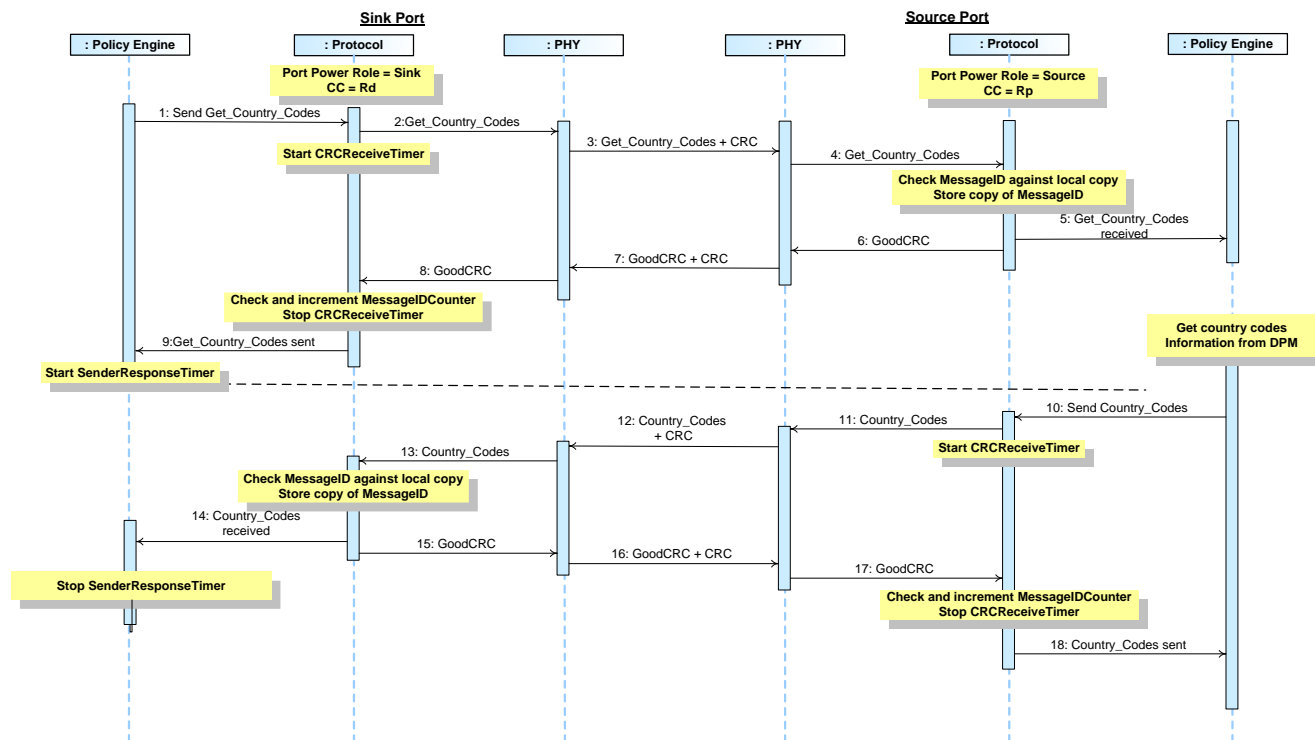 Sink Port
Source Port
: Policy Engine
: Protocol
: PHY
: PHY
: Protocol
: Policy Engine
Port Power Role = Sink
CC = Rd
Port Power Role = Source
CC = Rp
1: Send Get_Country_Codes
2:Get_Country_Codes
Start CRCReceiveTimer
3: Get_Country_Codes + CRC
4: Get_Country_Codes
Check MessageID against local copy
Store copy of MessageID
5: Get_Country_Codes
received
6: GoodCRC
7: GoodCRC + CRC
8: GoodCRC
Check and increment MessageIDCounter
Stop CRCReceiveTimer
9:Get_Country_Codes sent
Start SenderResponseTimer
Get country codes
Information from DPM
10: Send Country_Codes
11: Country_Codes
Start CRCReceiveTimer
12: Country_Codes
+ CRC
13: Country_Codes
Check MessageID against local copy
Store copy of MessageID
14: Country_Codes
received
15: GoodCRC
16: GoodCRC + CRC
17: GoodCRC
Stop SenderResponseTimer
Check and increment MessageIDCounter
Stop CRCReceiveTimer
18: Country_Codes sent